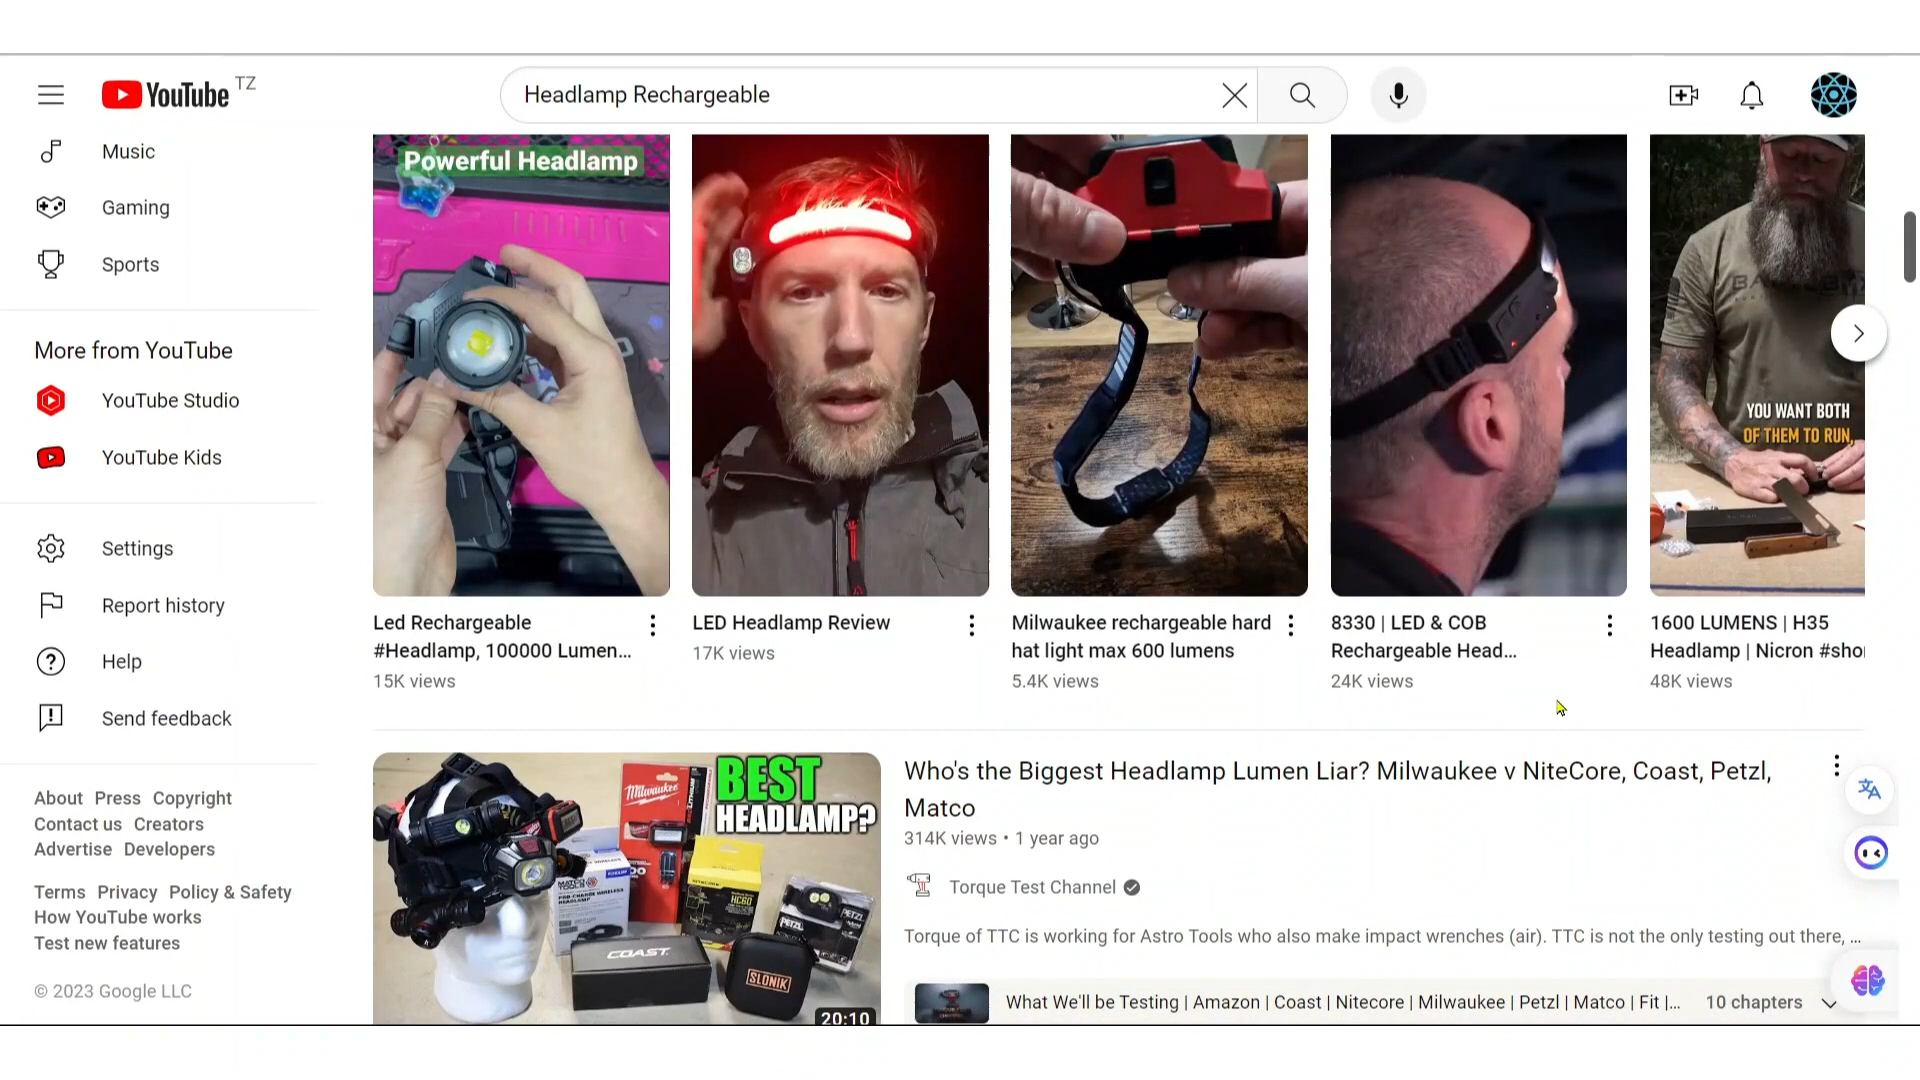 YouTube TZ
Headlamp Rechargeable
Music
Gaming
Sports
More from YouTube
YouTube Studio
YouTube Kids
Settings
Report history
Help
Send feedback
About Press Copyright
Contact us Creators
Advertise Developers
Terms Privacy Policy & Safety
How YouTube works
Test new features
© 2023 Google LLC
Powerful Headlamp
YOU WANT BOTH
OF THEM TO RUN,
Led Rechargeable
#Headlamp, 100000 Lumen...
15K views
LED Headlamp Review
17K views
Milwaukee rechargeable hard
hat light max 600 lumens
5.4K views
8330 | LED & COB
Rechargeable Head...
24K views
1600 LUMENS | H35
Headlamp | Nicron #shor
48K views
BEST
HEADLAMP?
Milwaukee
MATCO
TOOLS
NITECORE
HC60
PETZL
PETZL
COAST
SLONIK
20:10
Who's the Biggest Headlamp Lumen Liar? Milwaukee v NiteCore, Coast, Petzl,
Matco
314K views • 1 year ago
Torque Test Channel
Torque of TTC is working for Astro Tools who also make impact wrenches (air). TTC is not the only testing out there, ...
What We'll be Testing | Amazon | Coast | Nitecore | Milwaukee | Petzl | Matco | Fit |...
10 chapters